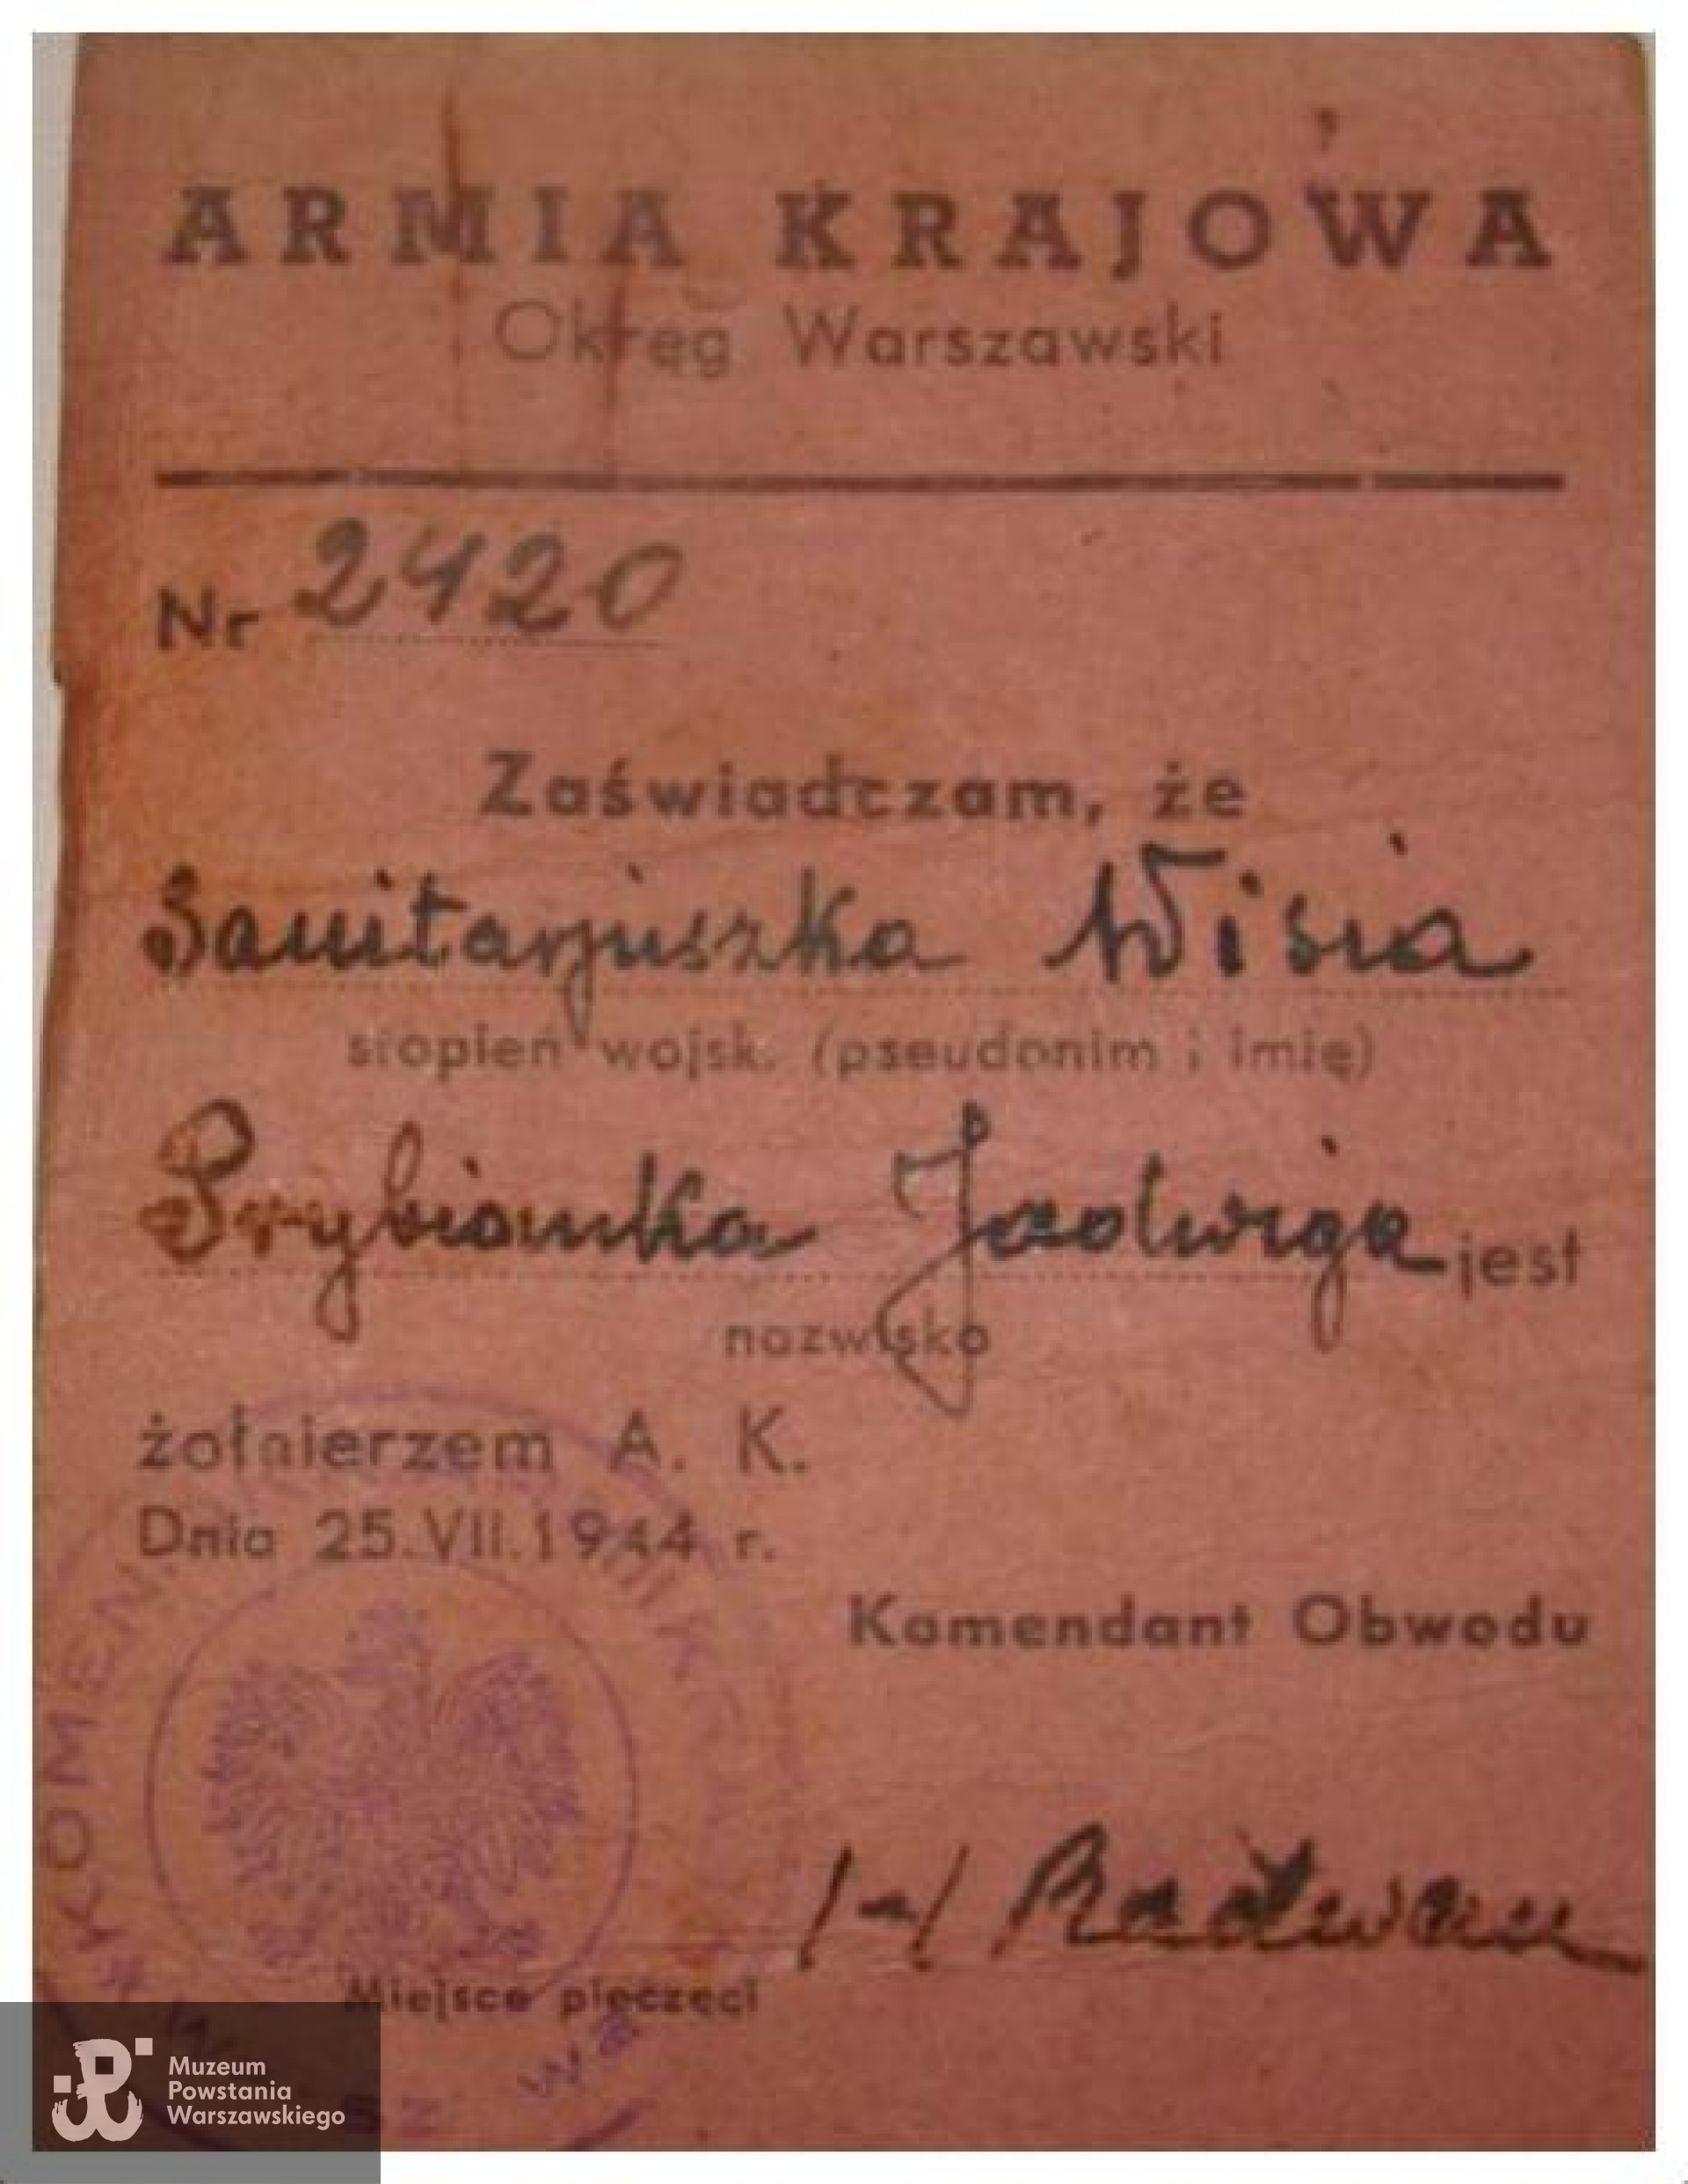 ARMIA KRAJOWA
Okręg Warszawski
Nr 2420
Zaświadczam, że
Sanitarjuszka Wisia
stopień wojsk. (pseudonim i imię)
Jadwiga jest
nazwisko
żołnierzem A. K.
Dnia 25.VII.1944 r.
Komendant Obwodu
/-/ Radwan
Miejsce pieczęci
Muzeum
Powstania
Warszawskiego